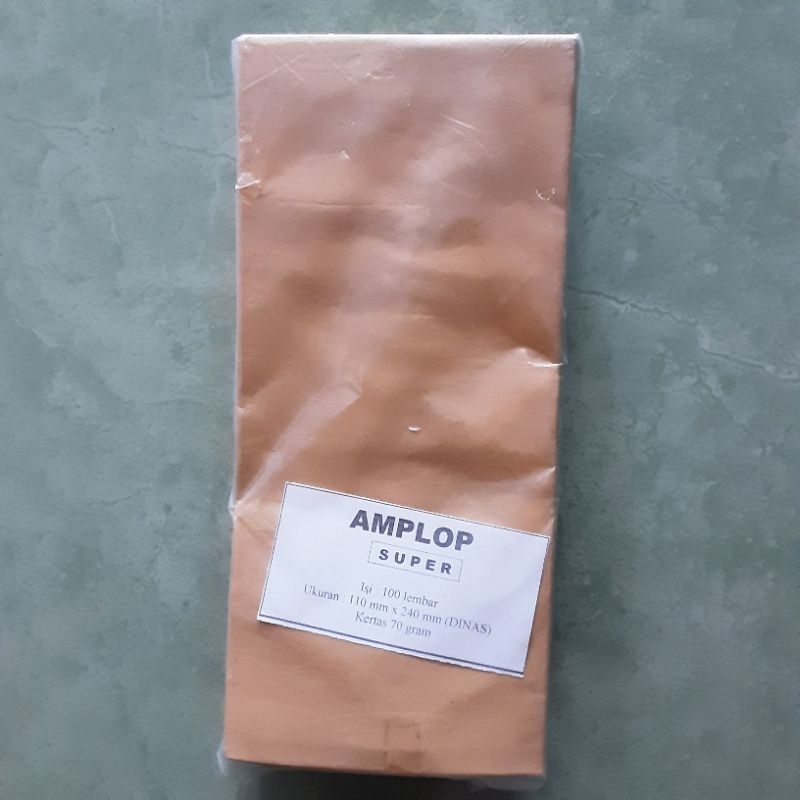 AMPLOP
SUPER
Isi : 100 lembar
Ukuran : 110 mm x 240 mm (DINAS)
Kertas 70 gram